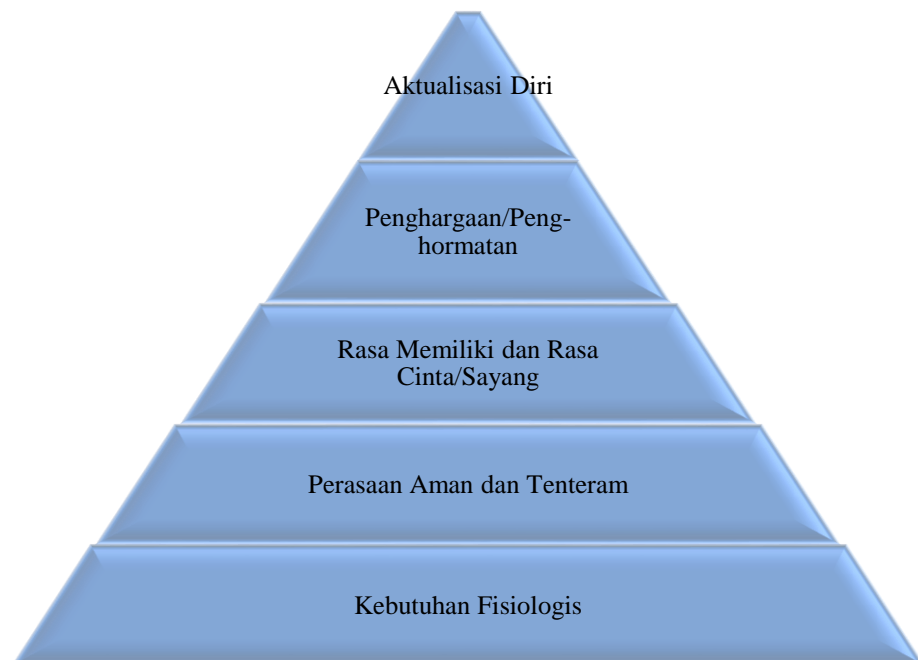 Aktualisasi Diri
Penghargaan/Peng-
hormatan
Rasa Memiliki dan Rasa
Cinta/Sayang
Perasaan Aman dan Tenteram
Kebutuhan Fisiologis